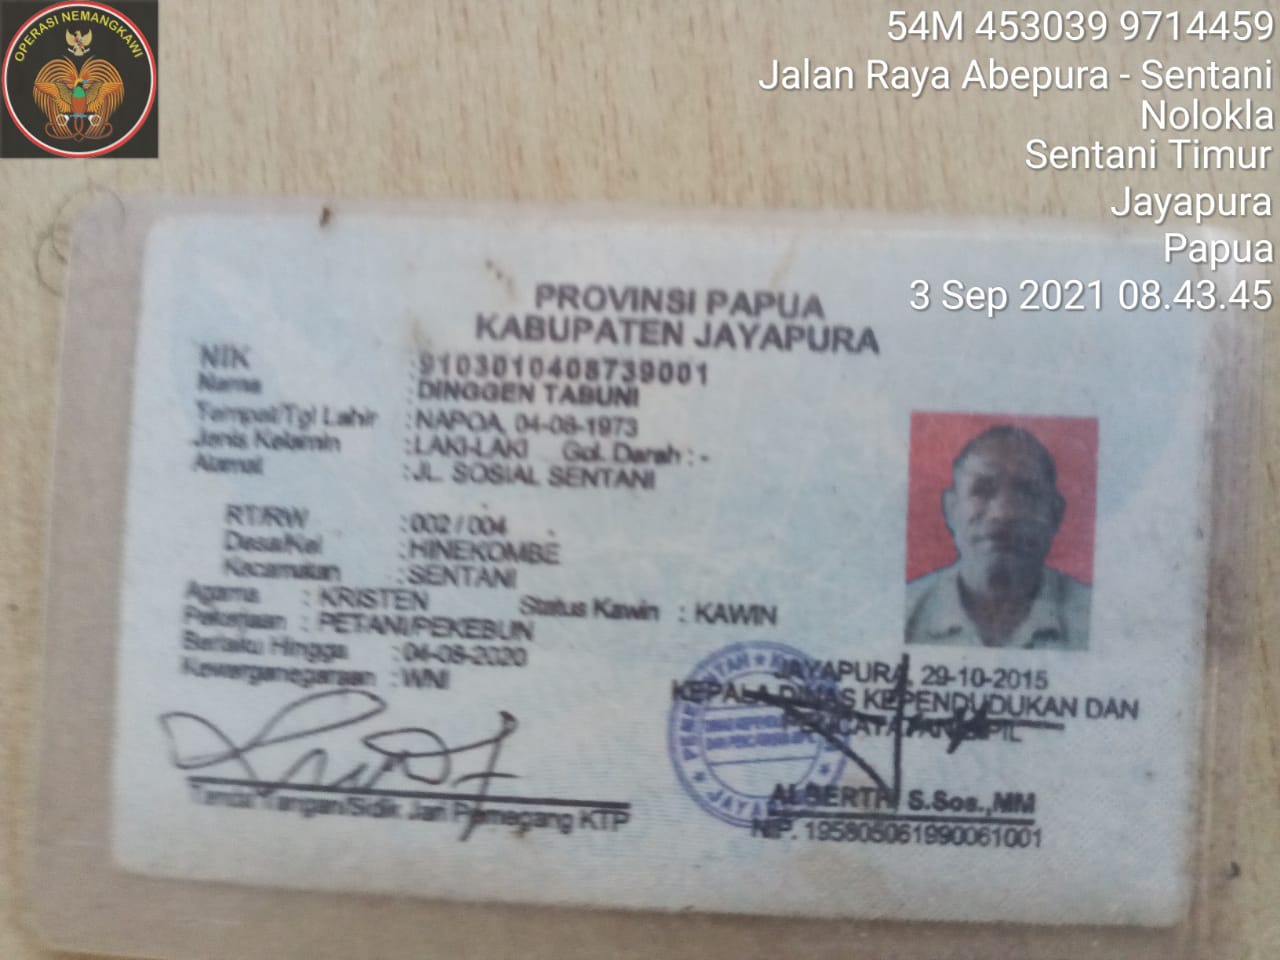 OPERASI NEMANGKAWI
54M 453039 9714459
Jalan Raya Abepura - Sentani
Nolokla
Sentani Timur
Jayapura
Papua
3 Sep 2021 08.43.45
PROVINSI PAPUA
KABUPATEN JAYAPURA
NIK : 9103010408739001
Nama : DINGGEN TABUNI
Tempat/Tgl Lahir : NAPOA, 04-08-1973
Jenis Kelamin : LAKI-LAKI Gol. Darah : -
Alamat : JL. SOSIAL SENTANI
RT/RW : 002 / 004
Desa/Kel : HINEKOMBE
Kecamatan : SENTANI
Agama : KRISTEN Status Kawin : KAWIN
Pekerjaan : PETANI/PEKEBUN
Berlaku Hingga : 04-08-2020
Kewarganegaraan : WNI
JAYAPURA, 29-10-2015
KEPALA DINAS KEPENDUDUKAN DAN
PENCATATAN SIPIL
Tanda Tangan/Sidik Jari Pemegang KTP
S.Sos.,MM
NIP. 195805061990061001